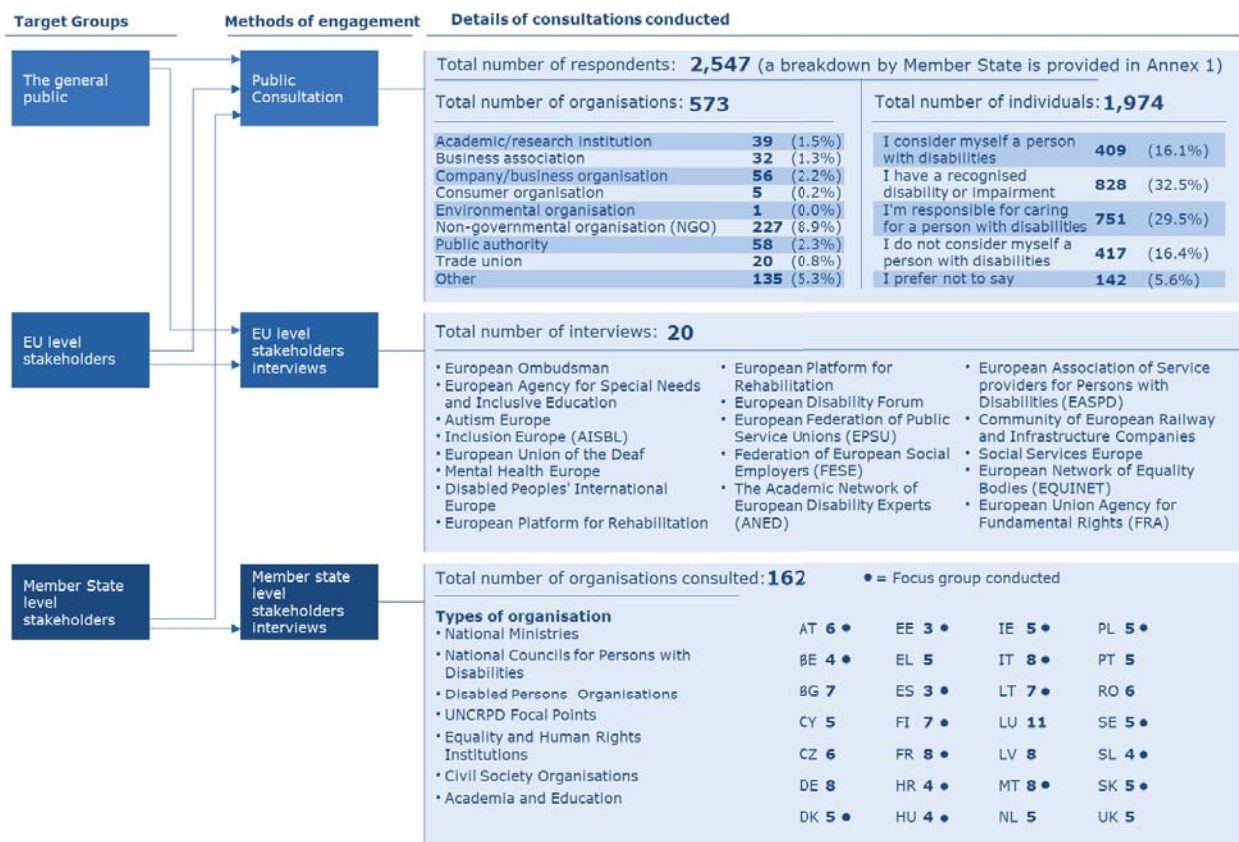 Target Groups
Methods of engagement
Details of consultations conducted
The general
public
Public
Consultation
Total number of respondents: 2,547 (a breakdown by Member State is provided in Annex 1)
Total number of organisations: 573
Academic/research institution 39 (1.5%)
Business association 32 (1.3%)
Company/business organisation 56 (2.2%)
Consumer organisation 5 (0.2%)
Environmental organisation 1 (0.0%)
Non-governmental organisation (NGO) 227 (8.9%)
Public authority 58 (2.3%)
Trade union 20 (0.8%)
Other 135 (5.3%)
Total number of individuals: 1,974
I consider myself a person
with disabilities 409 (16.1%)
I have a recognised
disability or impairment 828 (32.5%)
I'm responsible for caring
for a person with disabilities 751 (29.5%)
I do not consider myself a
person with disabilities 417 (16.4%)
I prefer not to say 142 (5.6%)
EU level
stakeholders
EU level
stakeholders
interviews
Total number of interviews: 20
• European Ombudsman
• European Agency for Special Needs
and Inclusive Education
• Autism Europe
• Inclusion Europe (AISBL)
• European Union of the Deaf
• Mental Health Europe
• Disabled Peoples' International
Europe
• European Platform for Rehabilitation
• European Platform for
Rehabilitation
• European Disability Forum
• European Federation of Public
Service Unions (EPSU)
• Federation of European Social
Employers (FESE)
• The Academic Network of
European Disability Experts
(ANED)
• European Association of Service
providers for Persons with
Disabilities (EASPD)
• Community of European Railway
and Infrastructure Companies
• Social Services Europe
• European Network of Equality
Bodies (EQUINET)
• European Union Agency for
Fundamental Rights (FRA)
Member State
level
stakeholders
Member state
level
stakeholders
interviews
Total number of organisations consulted: 162
● = Focus group conducted
Types of organisation
• National Ministries
• National Councils for Persons with
Disabilities
• Disabled Persons Organisations
• UNCRPD Focal Points
• Equality and Human Rights
Institutions
• Civil Society Organisations
• Academia and Education
AT 6 ● EE 3 ● IE 5 ● PL 5 ●
BE 4 ● EL 5 IT 8 ● PT 5
BG 7 ES 3 ● LT 7 ● RO 6
CY 5 FI 7 ● LU 11 SE 5 ●
CZ 6 FR 8 ● LV 8 SL 4 ●
DE 8 HR 4 ● MT 8 ● SK 5 ●
DK 5 ● HU 4 ● NL 5 UK 5